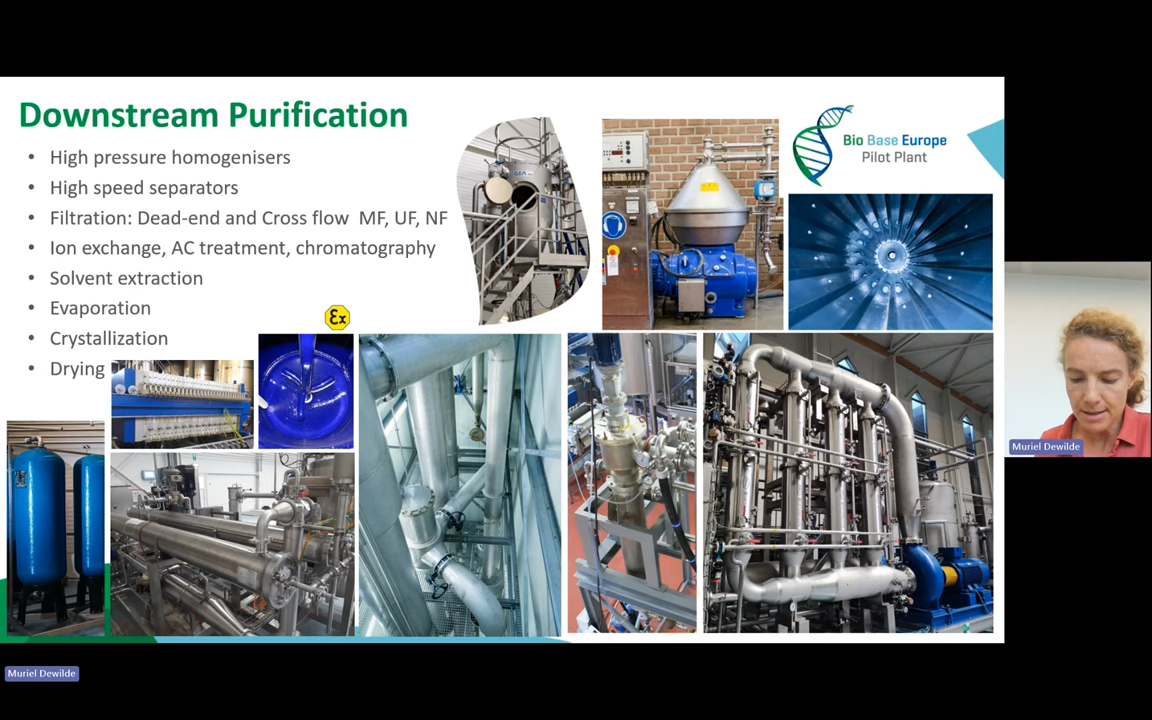 Downstream Purification
• High pressure homogenisers
• High speed separators
• Filtration: Dead-end and Cross flow MF, UF, NF
• Ion exchange, AC treatment, chromatography
• Solvent extraction
• Evaporation
• Crystallization
• Drying
Ex
GEA
Bio Base Europe
Pilot Plant
Muriel Dewilde
Muriel Dewilde